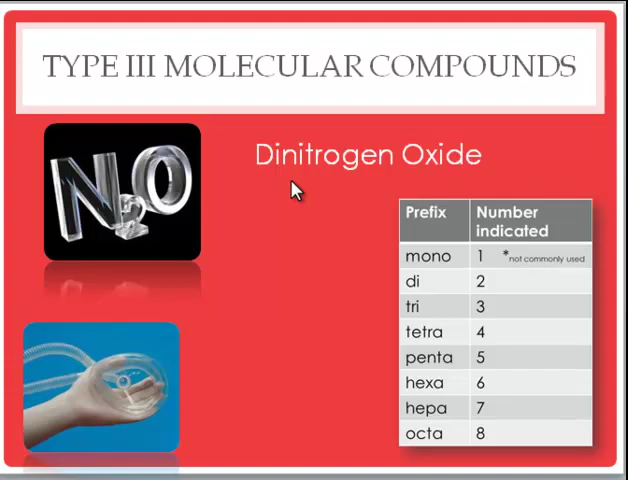 TYPE III MOLECULAR COMPOUNDS
N2O
Dinitrogen Oxide
Prefix Number indicated
mono 1 *not commonly used
di 2
tri 3
tetra 4
penta 5
hexa 6
hepa 7
octa 8